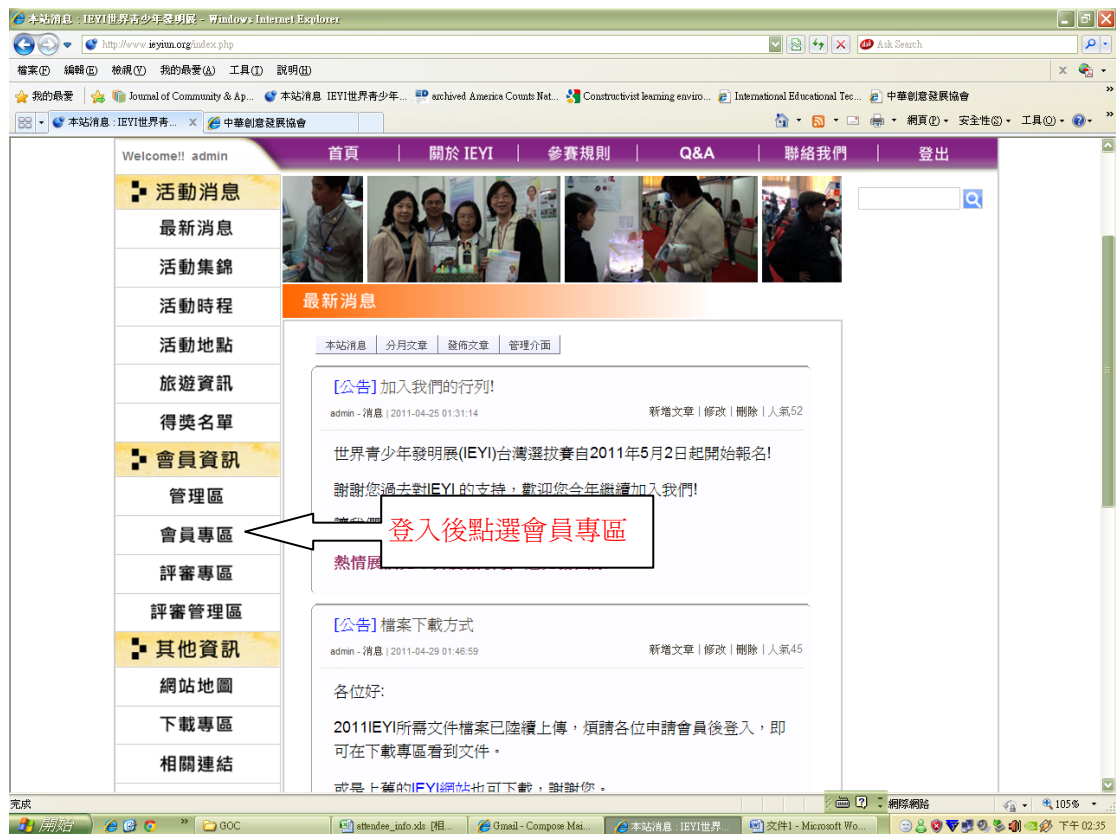 本站消息 : IEYI世界青少年發明展 - Windows Internet Explorer
http://www.ieyiun.org/index.php
Ask Search
檔案(F) 編輯(E) 檢視(V) 我的最愛(A) 工具(T) 說明(H)
我的最愛 Journal of Community & Ap... 本站消息 IEYI世界青少年... archived America Counts Nat... Constructivist learning enviro... International Educational Tec... 中華創意發展協會
本站消息 : IEYI世界青... 中華創意發展協會 網頁(P) 安全性(S) 工具(O)
Welcome!! admin
首頁 | 關於 IEYI | 參賽規則 | Q&A | 聯絡我們 | 登出
活動消息
最新消息
活動集錦
活動時程
活動地點
旅遊資訊
得獎名單
會員資訊
管理區
會員專區
評審專區
評審管理區
其他資訊
網站地圖
下載專區
相關連結
最新消息
本站消息 分月文章 發佈文章 管理介面
[公告] 加入我們的行列!
admin - 消息 | 2011-04-25 01:31:14 新增文章 | 修改 | 刪除 | 人氣52
世界青少年發明展(IEYI)台灣選拔賽自2011年5月2日起開始報名!
謝謝您過去對IEYI 的支持，歡迎您今年繼續加入我們!
登入後點選會員專區
熱情展
[公告] 檔案下載方式
admin - 消息 | 2011-04-29 01:46:59 新增文章 | 修改 | 刪除 | 人氣45
各位好:
2011IEYI所需文件檔案已陸續上傳，煩請各位申請會員後登入，即
可在下載專區看到文件。
或是上舊的IEYI網站也可下載，謝謝您。
完成 網際網路 105%
開始 GOC attendee_info.xls [相... Gmail - Compose Mai... 本站消息 : IEYI世界... 文件1 - Microsoft Wo... 下午 02:35